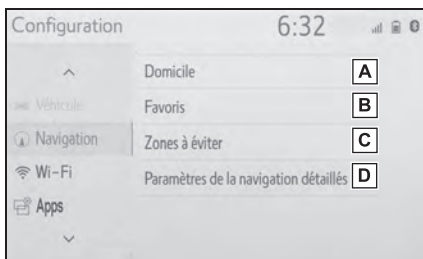 Configuration 6:32
Domicile A
Véhicule Favoris B
Navigation Zones à éviter C
Wi-Fi Paramètres de la navigation détaillés D
Apps